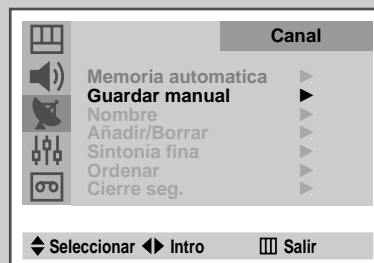 Canal
Memoria automatica
Guardar manual
Nombre
Añadir/Borrar
Sintonía fina
Ordenar
Cierre seg.
Seleccionar Intro Salir